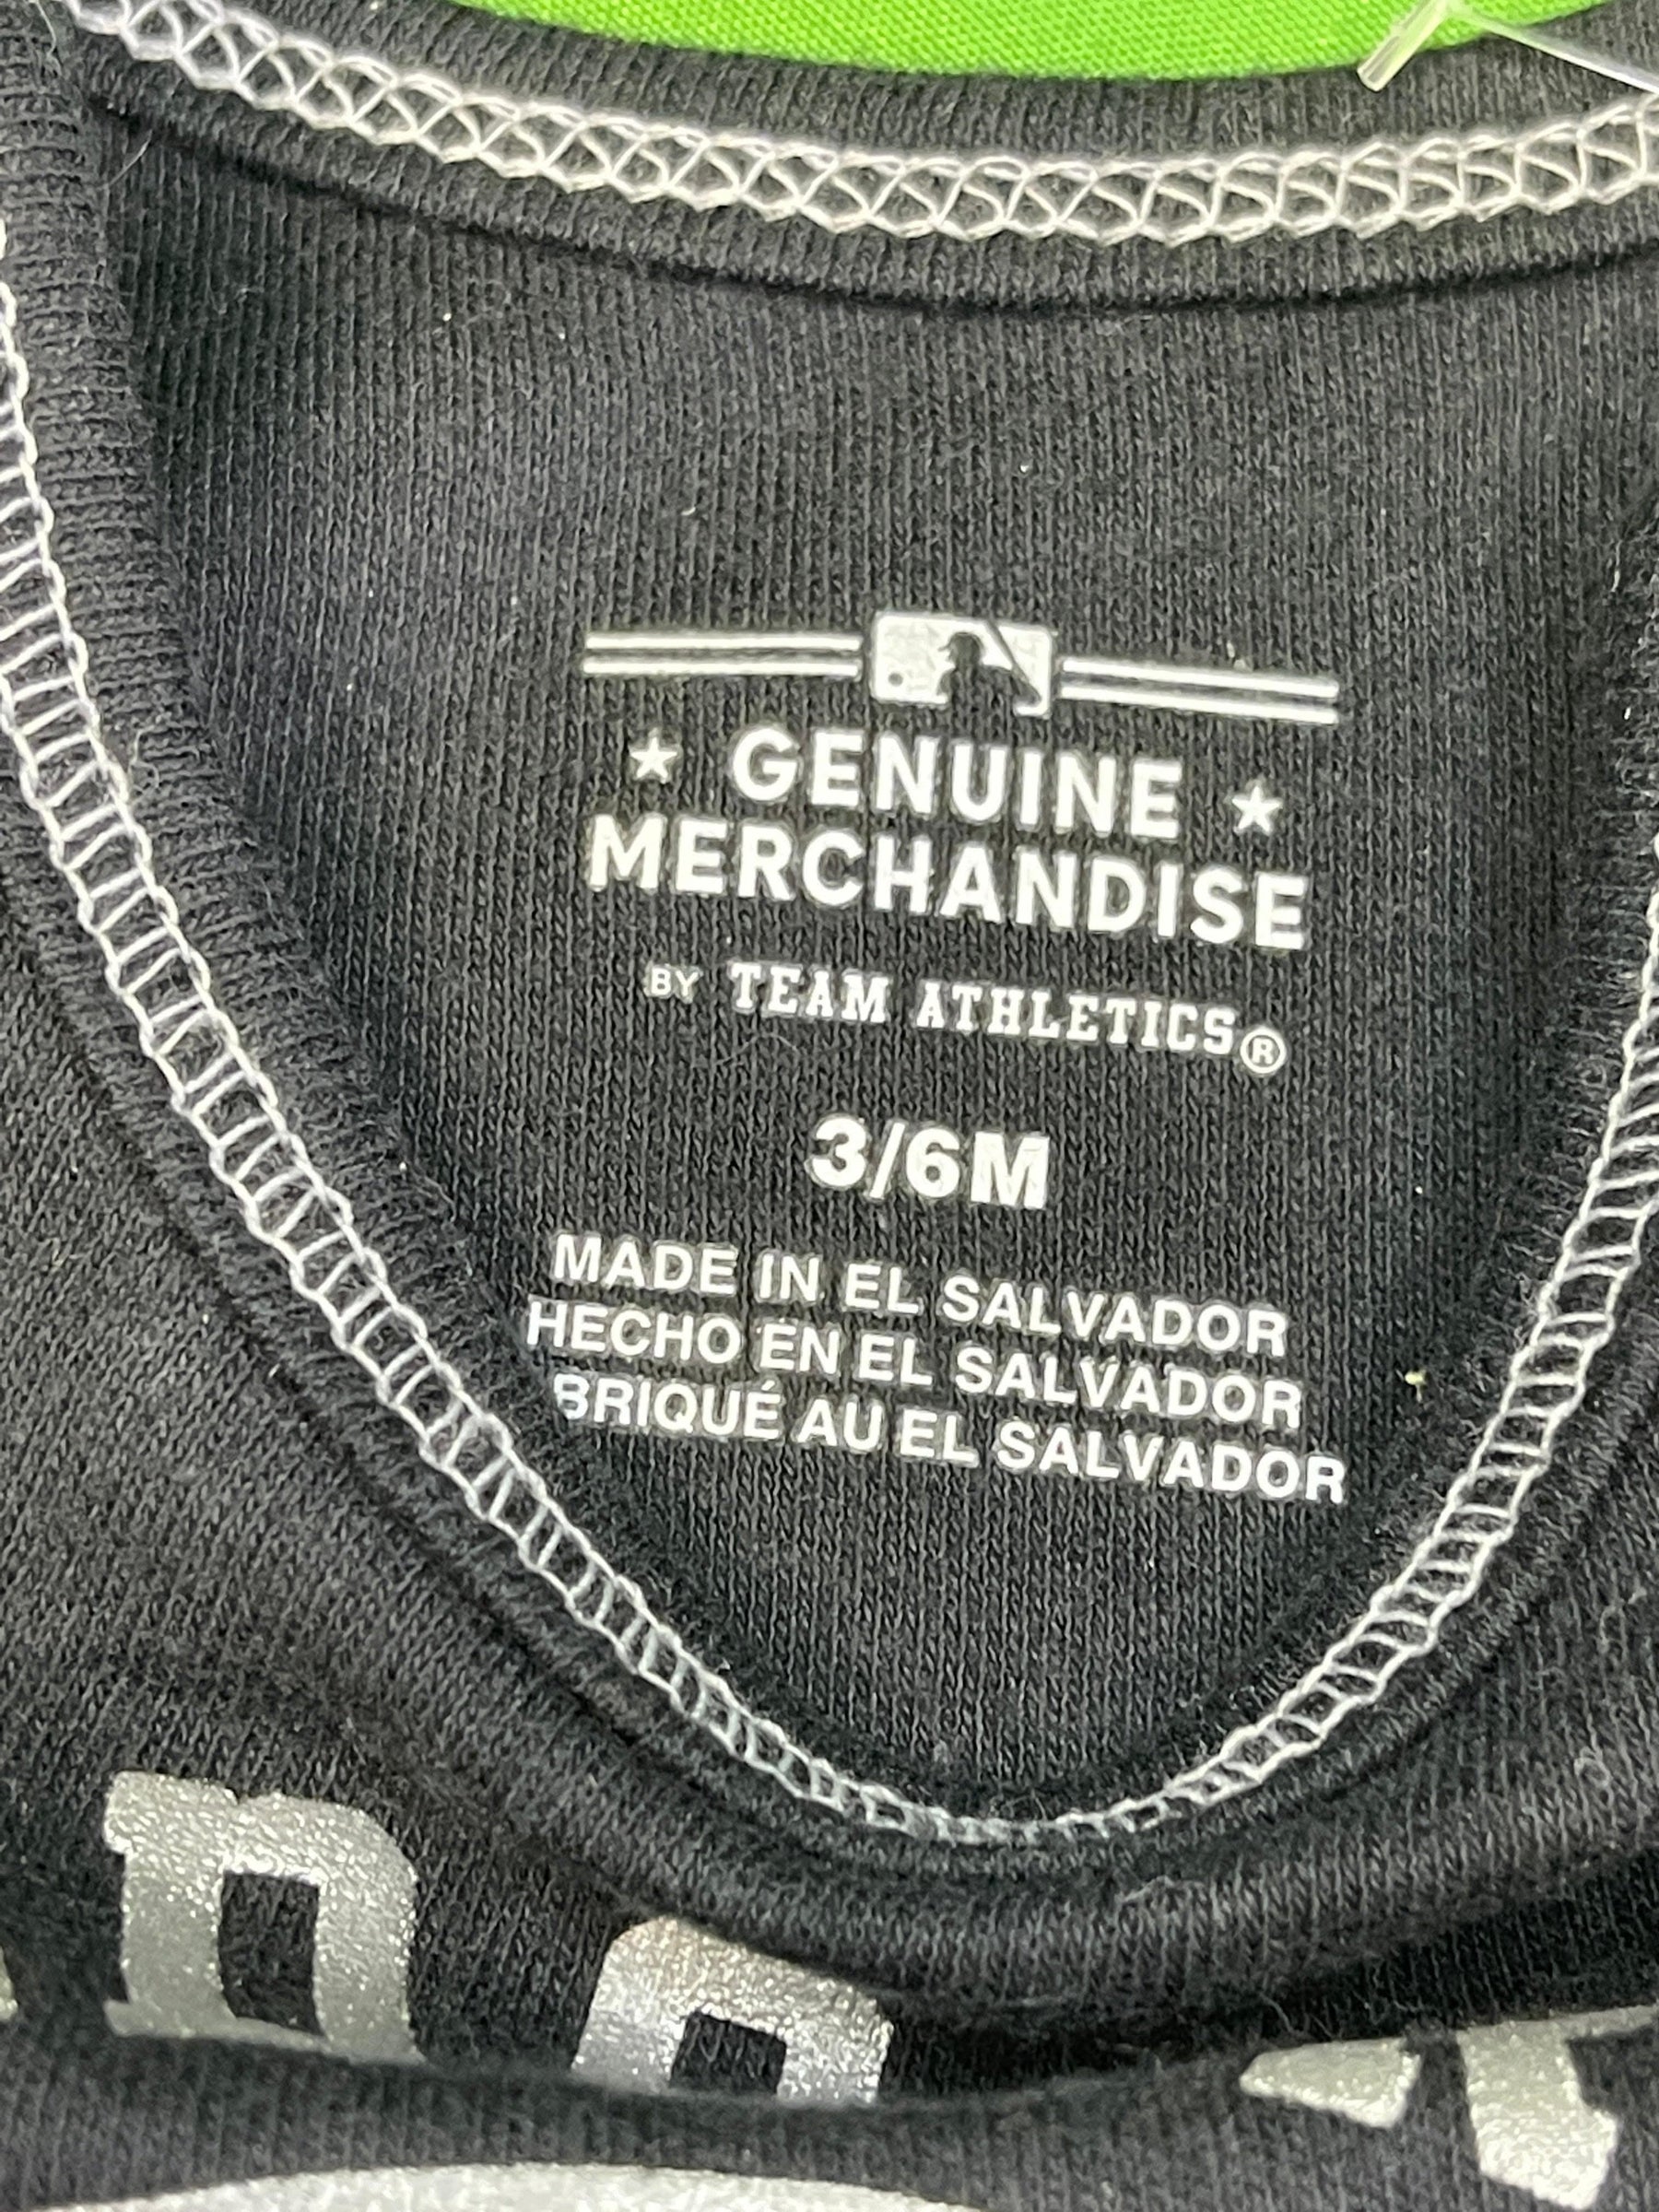 GENUINE
MERCHANDISE
BY TEAM ATHLETICS®
3/6M
MADE IN EL SALVADOR
HECHO EN EL SALVADOR
BRIQUÉ AU EL SALVADOR